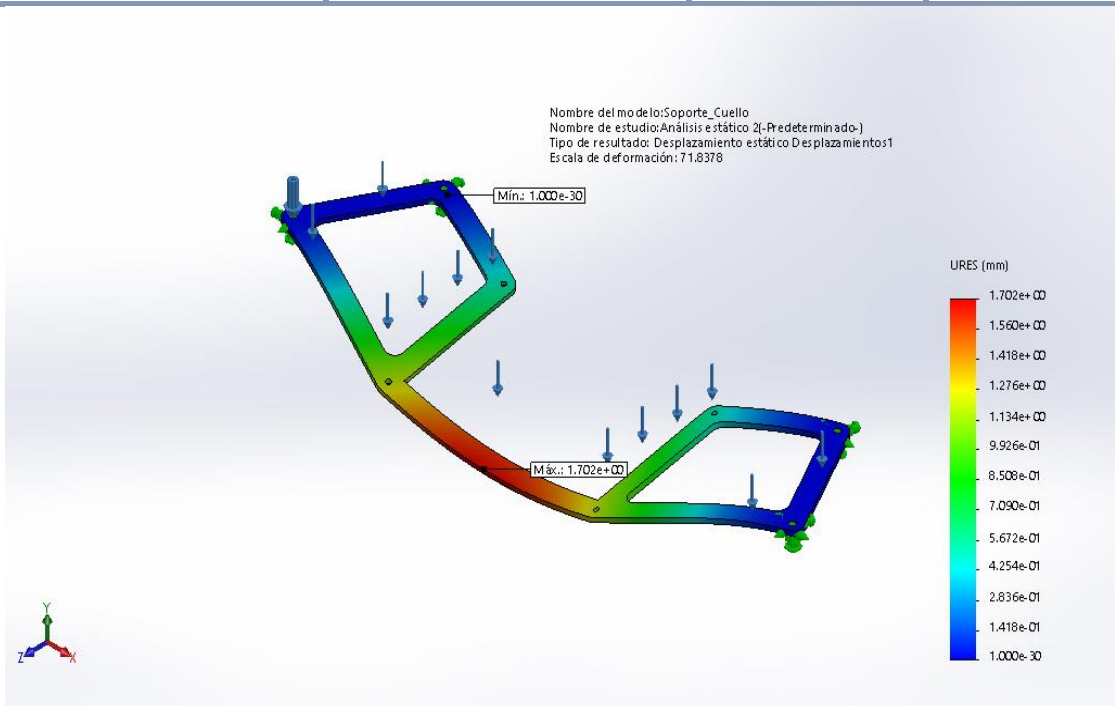 Nombre del modelo:Soporte_Cuello
Nombre de estudio:Análisis estático 2(-Predeterminado-)
Tipo de resultado: Desplazamiento estático Desplazamientos1
Escala de deformación: 71.8378
Mín.: 1.000e-30
URES (mm)
1.702e+00
1.560e+00
1.418e+00
1.276e+00
1.134e+00
9.926e-01
8.508e-01
7.090e-01
5.672e-01
4.254e-01
2.836e-01
1.418e-01
1.000e-30
Máx.: 1.702e+00
Y
Z
X